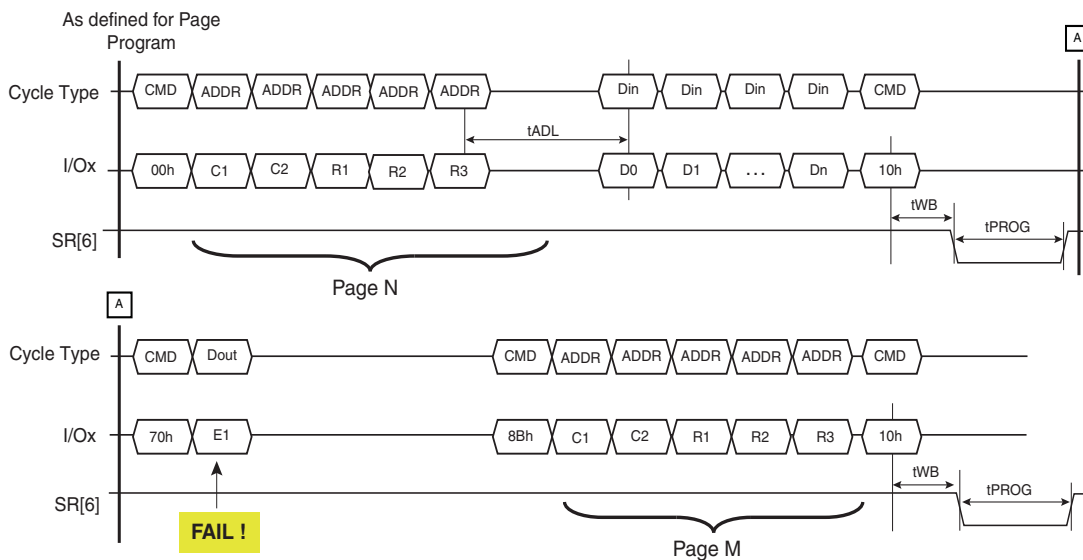 As defined for Page
Program
A
Cycle Type CMD ADDR ADDR ADDR ADDR ADDR Din Din Din Din CMD
tADL
I/Ox 00h C1 C2 R1 R2 R3 D0 D1 ... Dn 10h
tWB tPROG
SR[6]
Page N
A
Cycle Type CMD Dout CMD ADDR ADDR ADDR ADDR ADDR CMD
I/Ox 70h E1 8Bh C1 C2 R1 R2 R3 10h
tWB tPROG
SR[6]
FAIL !
Page M